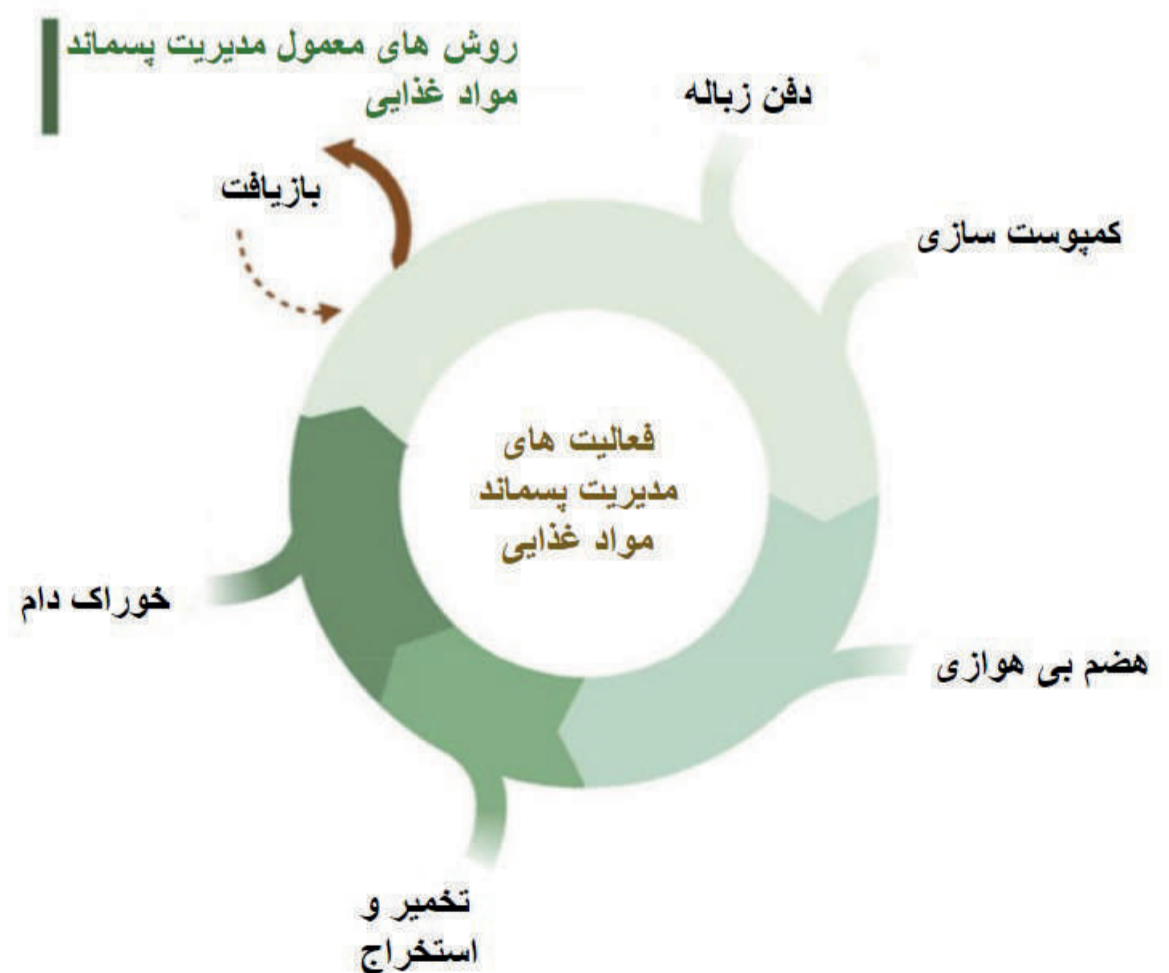 روش های معمول مدیریت پسماند
مواد غذایی
دفن زباله
بازیافت
کمپوست سازی
فعالیت های
مدیریت پسماند
مواد غذایی
خوراک دام
هضم بی هوازی
تخمیر و
استخراج